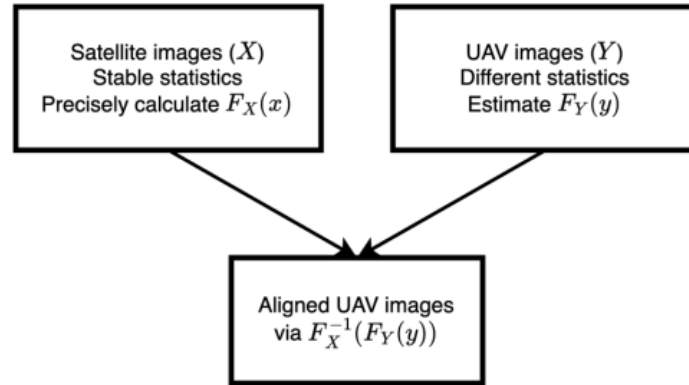 Satellite images (X)
Stable statistics
Precisely calculate F_X(x)
UAV images (Y)
Different statistics
Estimate F_Y(y)
Aligned UAV images
via F_X^{-1}(F_Y(y))